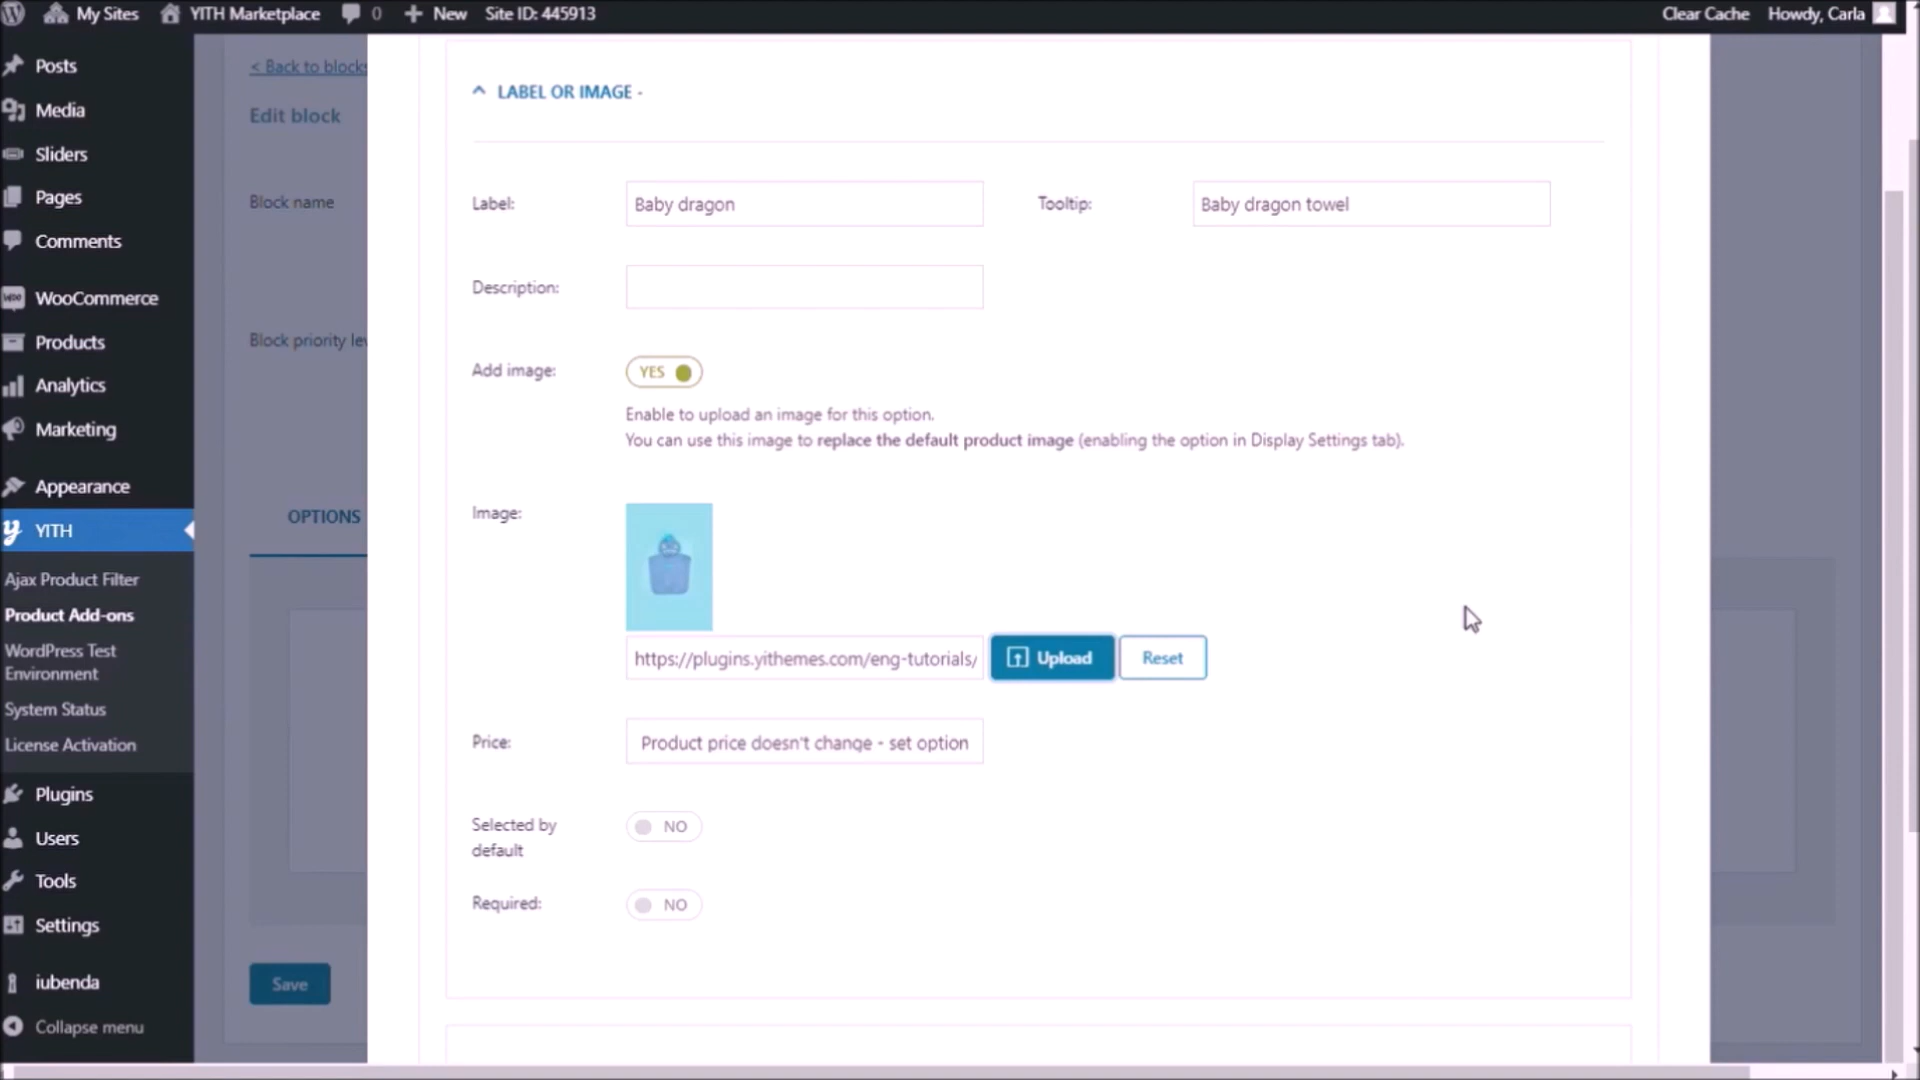 My Sites YITH Marketplace 0 New Site ID: 445913 Clear Cache Howdy, Carla
Posts
Media
Sliders
Pages
Comments
WooCommerce
Products
Analytics
Marketing
Appearance
YITH
Ajax Product Filter
Product Add-ons
WordPress Test
Environment
System Status
License Activation
Plugins
Users
Tools
Settings
iubenda
Collapse menu
< Back to blocks
Edit block
Block name
Block priority
OPTIONS
Save
LABEL OR IMAGE -
Label: Baby dragon Tooltip: Baby dragon towel
Description:
Add image: YES
Enable to upload an image for this option.
You can use this image to replace the default product image (enabling the option in Display Settings tab).
Image:
https://plugins.yithemes.com/eng-tutorials/ Upload Reset
Price: Product price doesn't change - set option
Selected by
default NO
Required: NO